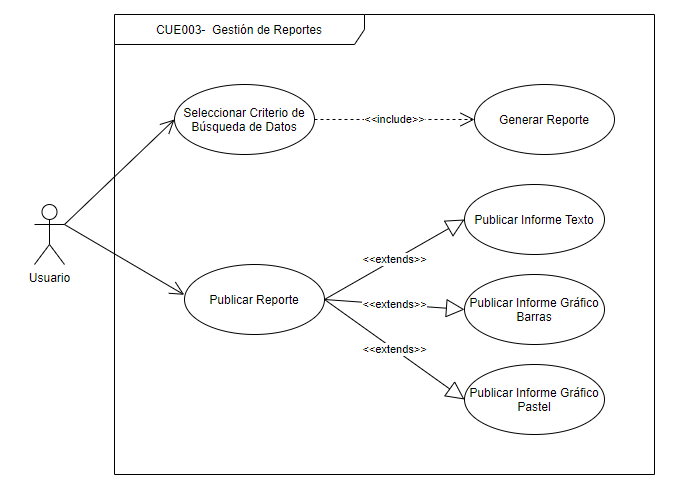 CUE003- Gestión de Reportes
Seleccionar Criterio de
Búsqueda de Datos
<<include>>
Generar Reporte
Usuario
Publicar Reporte
<<extends>>
Publicar Informe Texto
<<extends>>
Publicar Informe Gráfico
Barras
<<extends>>
Publicar Informe Gráfico
Pastel